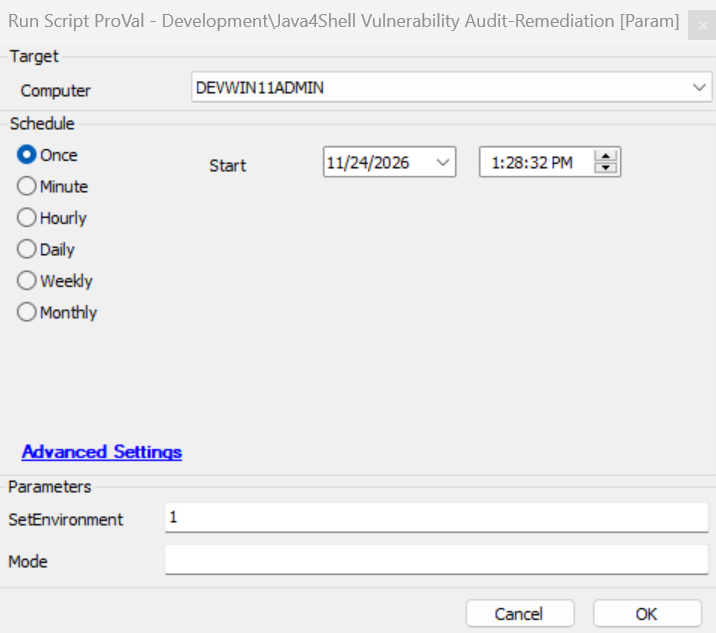 Run Script ProVal - Development\Java4Shell Vulnerability Audit-Remediation [Param] ×
Target
Computer DEVWIN11ADMIN
Schedule
Once Start 11/24/2026 1:28:32 PM
Minute
Hourly
Daily
Weekly
Monthly
Advanced Settings
Parameters
SetEnvironment 1
Mode
Cancel OK